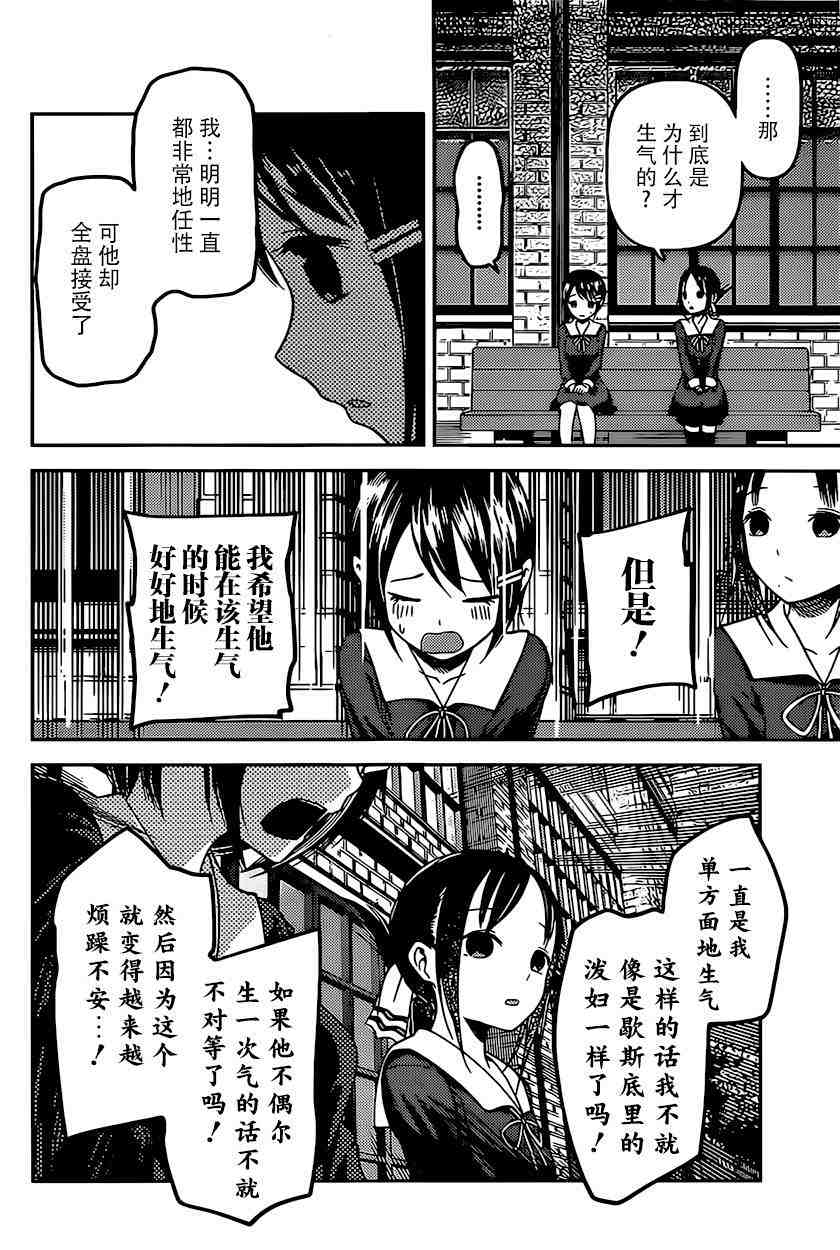 ……那
到底是
为什么才
生气的？
……
我…明明一直
都非常地任性
可他却
全盘接受了
但是！
我希望他
能在该生气
的时候
好好地生气！
一直是我
单方面地生气
这样的话我不就
像是歇斯底里的
泼妇一样了吗！
如果他不偶尔
生一次气的话不就
不对等了吗！
然后因为这个
就变得越来越
烦躁不安…！